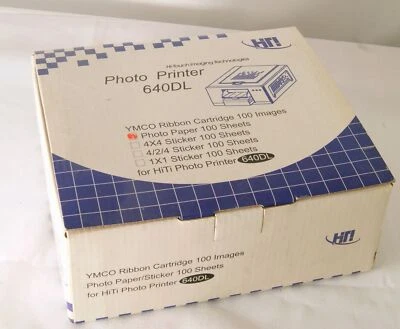 HiTi
Hi-Touch Imaging Technologies
Photo Printer
640DL
YMCO Ribbon Cartridge 100 Images
Photo Paper 100 Sheets
4X4 Sticker 100 Sheets
4/2/4 Sticker 100 Sheets
1X1 Sticker 100 Sheets
for HiTi Photo Printer 640DL
HiTi
YMCO Ribbon Cartridge 100 Images
Photo Paper/Sticker 100 Sheets
for HiTi Photo Printer 640DL